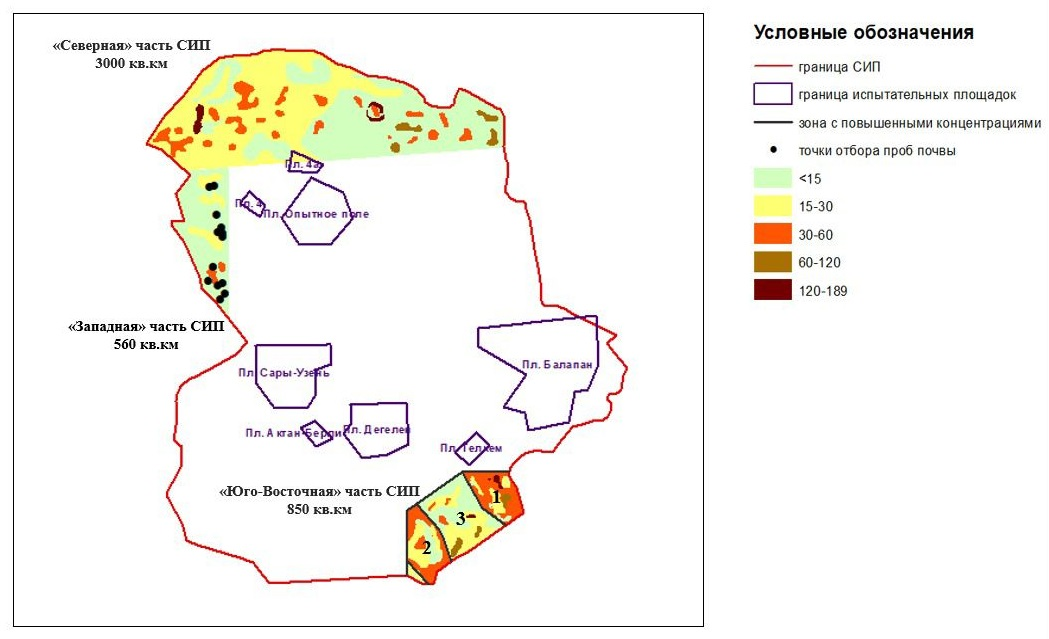 «Северная» часть СИП
3000 кв.км
Пл. 4а
Пл. 4
Пл. Опытное поле
«Западная» часть СИП
560 кв.км
Пл. Сары-Узень
Пл. Балапан
Пл. Актан-Берли
Пл. Дегелен
Пл. Телкем
«Юго-Восточная» часть СИП
850 кв.км
1
3
2
Условные обозначения
граница СИП
граница испытательных площадок
зона с повышенными концентрациями
точки отбора проб почвы
<15
15-30
30-60
60-120
120-189